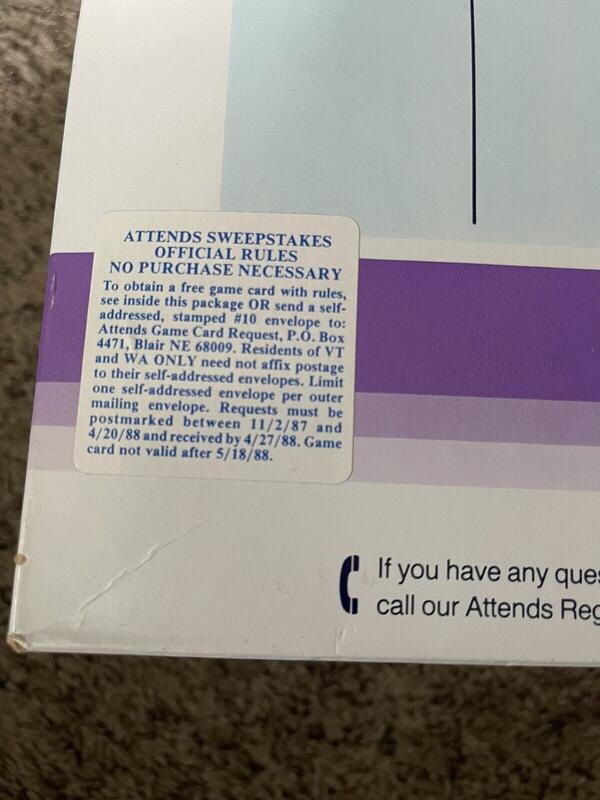 ATTENDS SWEEPSTAKES
OFFICIAL RULES
NO PURCHASE NECESSARY
To obtain a free game card with rules,
see inside this package OR send a self-
addressed, stamped #10 envelope to:
Attends Game Card Request, P.O. Box
4471, Blair NE 68009. Residents of VT
and WA ONLY need not affix postage
to their self-addressed envelopes. Limit
one self-addressed envelope per outer
mailing envelope. Requests must be
postmarked between 11/2/87 and
4/20/88 and received by 4/27/88. Game
card not valid after 5/18/88.
If you have any ques
call our Attends Reg